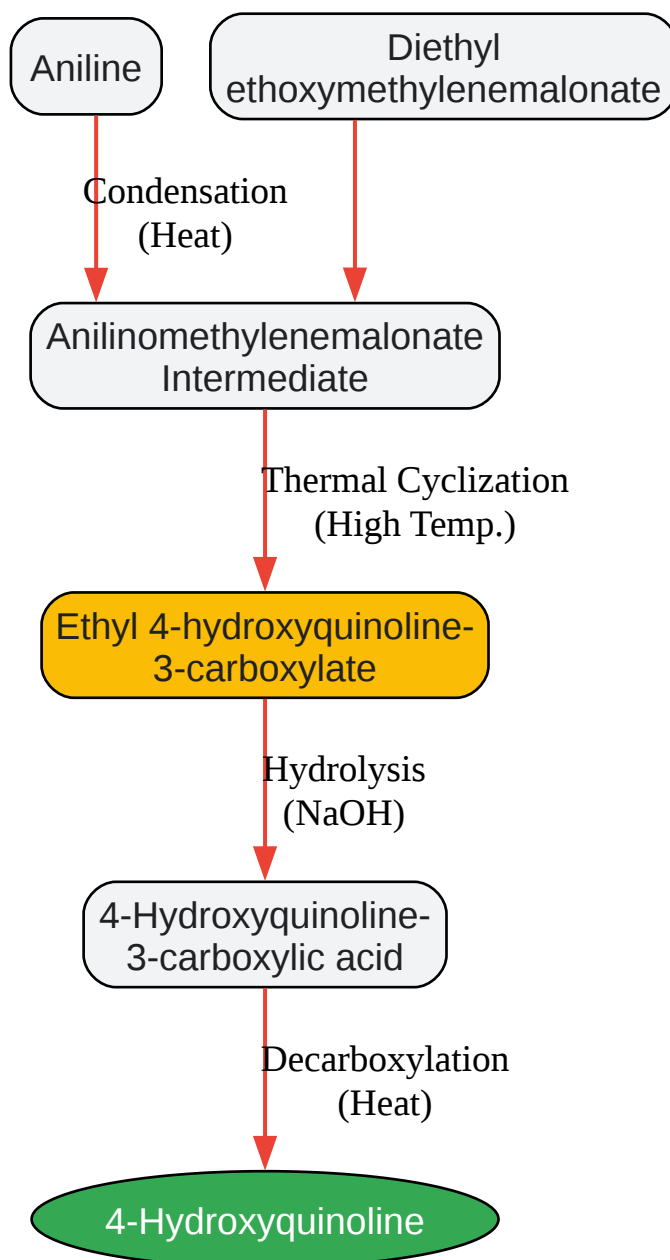 Aniline
Diethyl
ethoxymethylenemalonate
Condensation
(Heat)
Anilinomethylenemalonate
Intermediate
Thermal Cyclization
(High Temp.)
Ethyl 4-hydroxyquinoline-
3-carboxylate
Hydrolysis
(NaOH)
4-Hydroxyquinoline-
3-carboxylic acid
Decarboxylation
(Heat)
4-Hydroxyquinoline